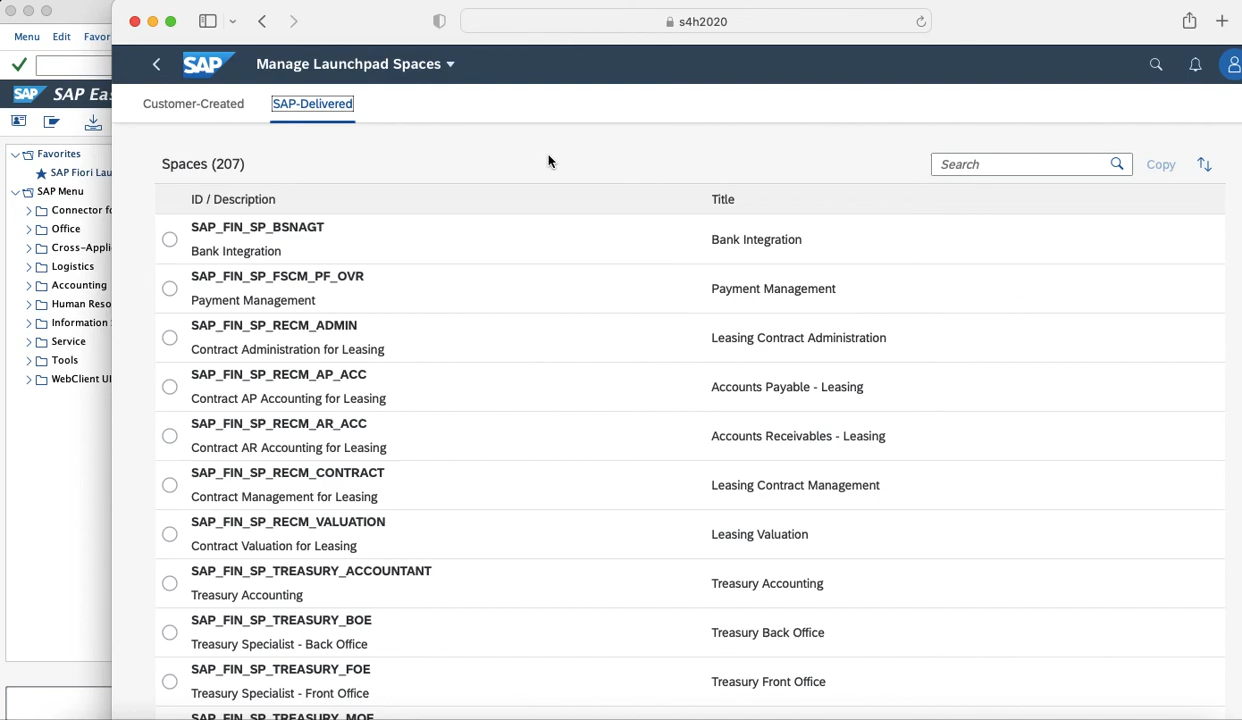 Menu Edit Favor
s4h2020
SAP SAP Ea
SAP Manage Launchpad Spaces
Customer-Created SAP-Delivered
Favorites
SAP Fiori Lau
SAP Menu
Connector fo
Office
Cross-Appli
Logistics
Accounting
Human Reso
Information
Service
Tools
WebClient UI
Spaces (207)
Search
Copy
ID / Description Title
SAP_FIN_SP_BSNAGT
Bank Integration
Bank Integration
SAP_FIN_SP_FSCM_PF_OVR
Payment Management
Payment Management
SAP_FIN_SP_RECM_ADMIN
Contract Administration for Leasing
Leasing Contract Administration
SAP_FIN_SP_RECM_AP_ACC
Contract AP Accounting for Leasing
Accounts Payable - Leasing
SAP_FIN_SP_RECM_AR_ACC
Contract AR Accounting for Leasing
Accounts Receivables - Leasing
SAP_FIN_SP_RECM_CONTRACT
Contract Management for Leasing
Leasing Contract Management
SAP_FIN_SP_RECM_VALUATION
Contract Valuation for Leasing
Leasing Valuation
SAP_FIN_SP_TREASURY_ACCOUNTANT
Treasury Accounting
Treasury Accounting
SAP_FIN_SP_TREASURY_BOE
Treasury Specialist - Back Office
Treasury Back Office
SAP_FIN_SP_TREASURY_FOE
Treasury Specialist - Front Office
Treasury Front Office
SAP_FIN_SP_TREASURY_MOE